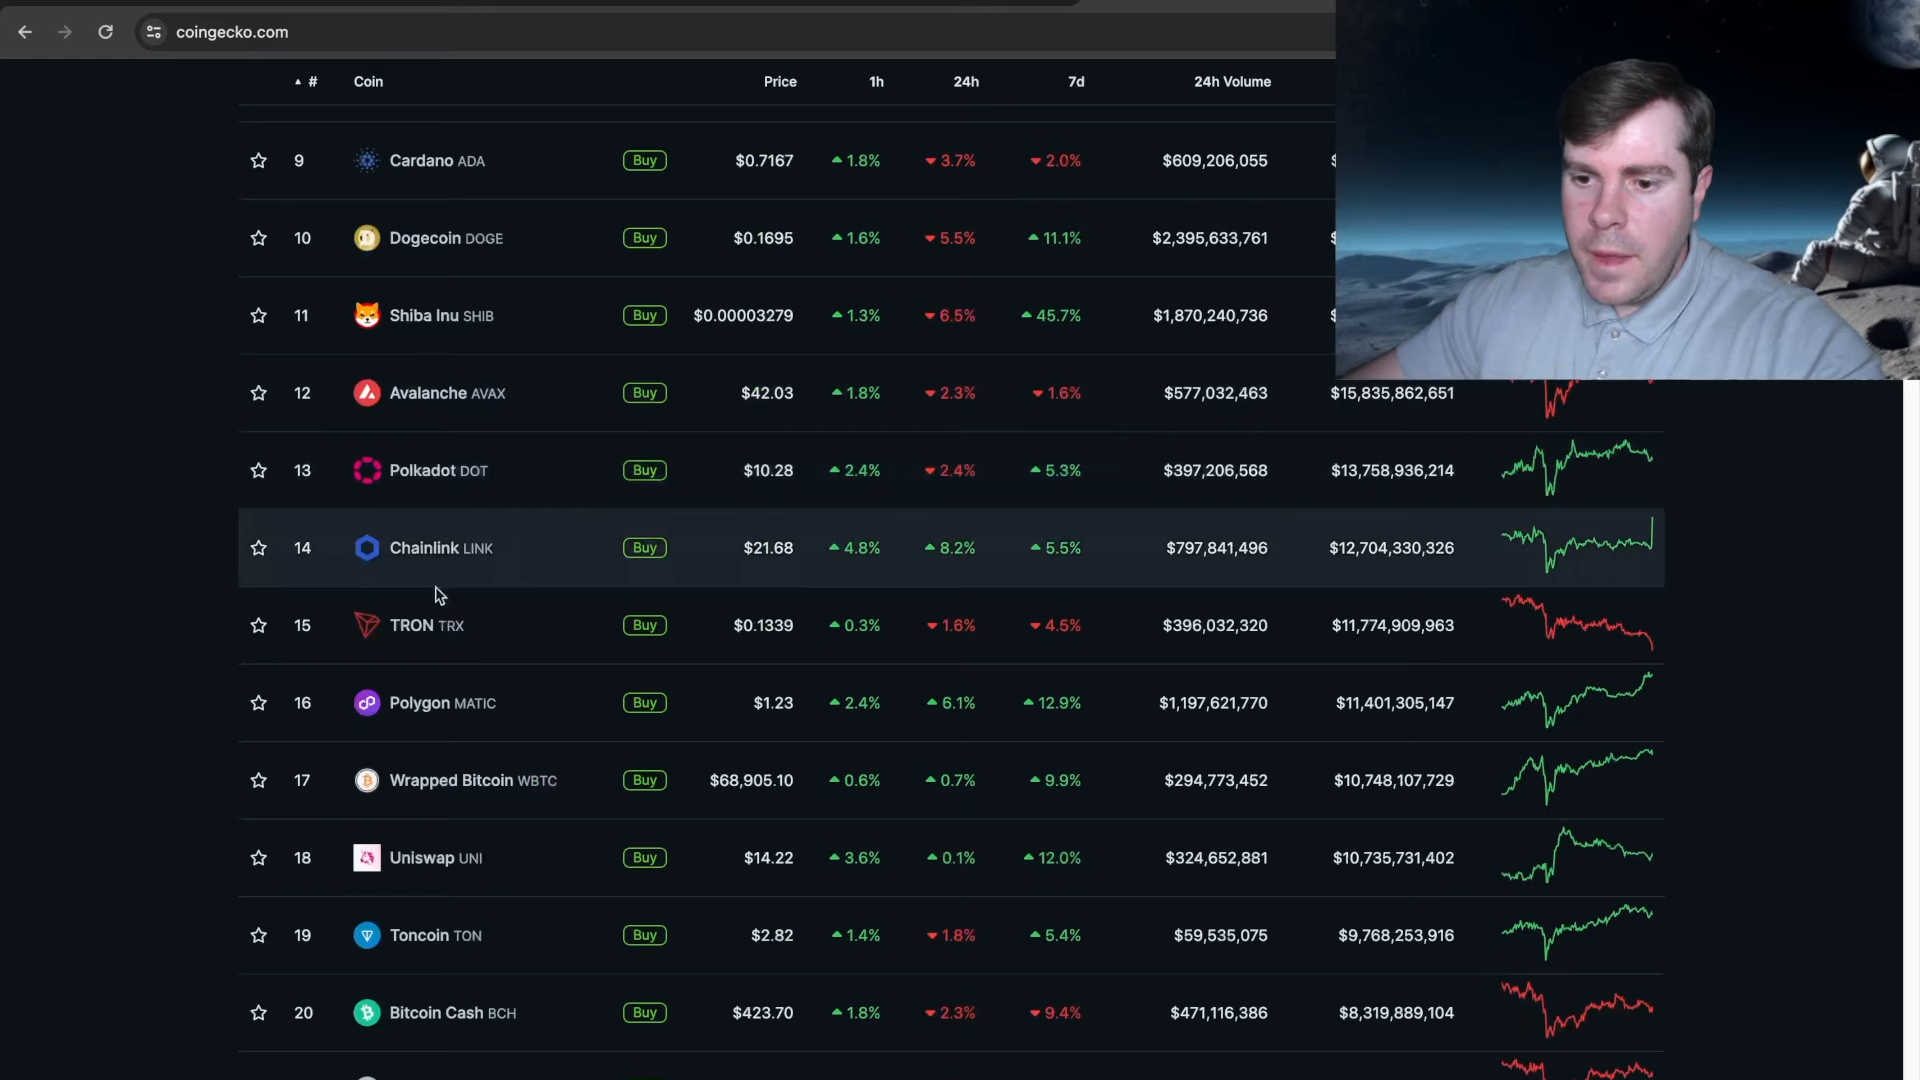 coingecko.com
# Coin Price 1h 24h 7d 24h Volume
9 Cardano ADA Buy $0.7167 1.8% 3.7% 2.0% $609,206,055
10 Dogecoin DOGE Buy $0.1695 1.6% 5.5% 11.1% $2,395,633,761
11 Shiba Inu SHIB Buy $0.00003279 1.3% 6.5% 45.7% $1,870,240,736
12 Avalanche AVAX Buy $42.03 1.8% 2.3% 1.6% $577,032,463 $15,835,862,651
13 Polkadot DOT Buy $10.28 2.4% 2.4% 5.3% $397,206,568 $13,758,936,214
14 Chainlink LINK Buy $21.68 4.8% 8.2% 5.5% $797,841,496 $12,704,330,326
15 TRON TRX Buy $0.1339 0.3% 1.6% 4.5% $396,032,320 $11,774,909,963
16 Polygon MATIC Buy $1.23 2.4% 6.1% 12.9% $1,197,621,770 $11,401,305,147
17 Wrapped Bitcoin WBTC Buy $68,905.10 0.6% 0.7% 9.9% $294,773,452 $10,748,107,729
18 Uniswap UNI Buy $14.22 3.6% 0.1% 12.0% $324,652,881 $10,735,731,402
19 Toncoin TON Buy $2.82 1.4% 1.8% 5.4% $59,535,075 $9,768,253,916
20 Bitcoin Cash BCH Buy $423.70 1.8% 2.3% 9.4% $471,116,386 $8,319,889,104